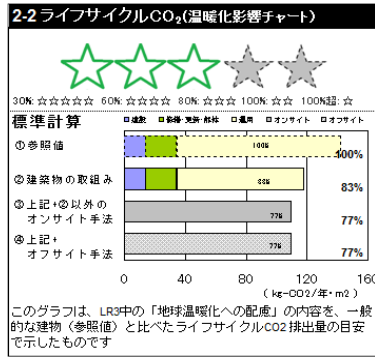 2-2 ライフサイクルCO₂(温暖化影響チャート)
30%: ☆☆☆☆☆ 60%: ☆☆☆☆ 80%: ☆☆☆ 100%: ☆☆ 100%超: ☆
標準計算
建設 修繕・更新・解体 運用 オンサイト オフサイト
①参照値 100% 100%
②建築物の取組み 83%
③上記+②以外の 77% 77%
オンサイト手法
④上記+ 77% 77%
オフサイト手法
0 40 80 120 160
( kg-CO2/年・m2 )
このグラフは、LR3中の「地球温暖化への配慮」の内容を、一般
的な建物(参照値)と比べたライフサイクルCO2 排出量の目安
で示したものです